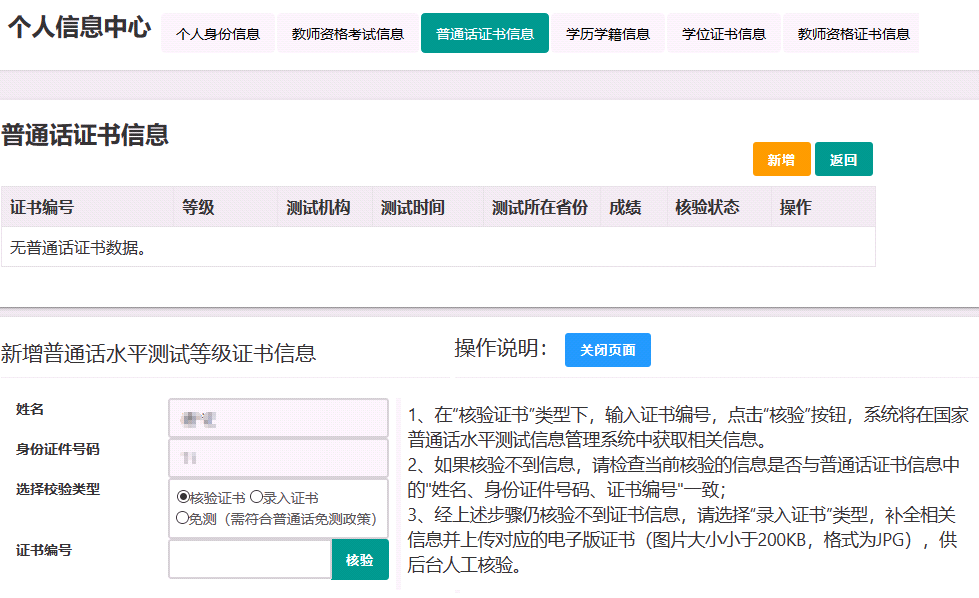 个人信息中心 个人身份信息 教师资格考试信息 普通话证书信息 学历学籍信息 学位证书信息 教师资格证书信息
普通话证书信息
新增 返回
证书编号 等级 测试机构 测试时间 测试所在省份 成绩 核验状态 操作
无普通话证书数据。
新增普通话水平测试等级证书信息
姓名
身份证件号码
选择校验类型
核验证书 录入证书
免测（需符合普通话免测政策）
证书编号
核验
操作说明： 关闭页面
1、在“核验证书”类型下，输入证书编号，点击“核验”按钮，系统将在国家
普通话水平测试信息管理系统中获取相关信息。
2、如果核验不到信息，请检查当前核验的信息是否与普通话证书信息中
的"姓名、身份证件号码、证书编号"一致；
3、经上述步骤仍核验不到证书信息，请选择“录入证书”类型，补全相关
信息并上传对应的电子版证书（图片大小小于200KB，格式为JPG），供
后台人工核验。